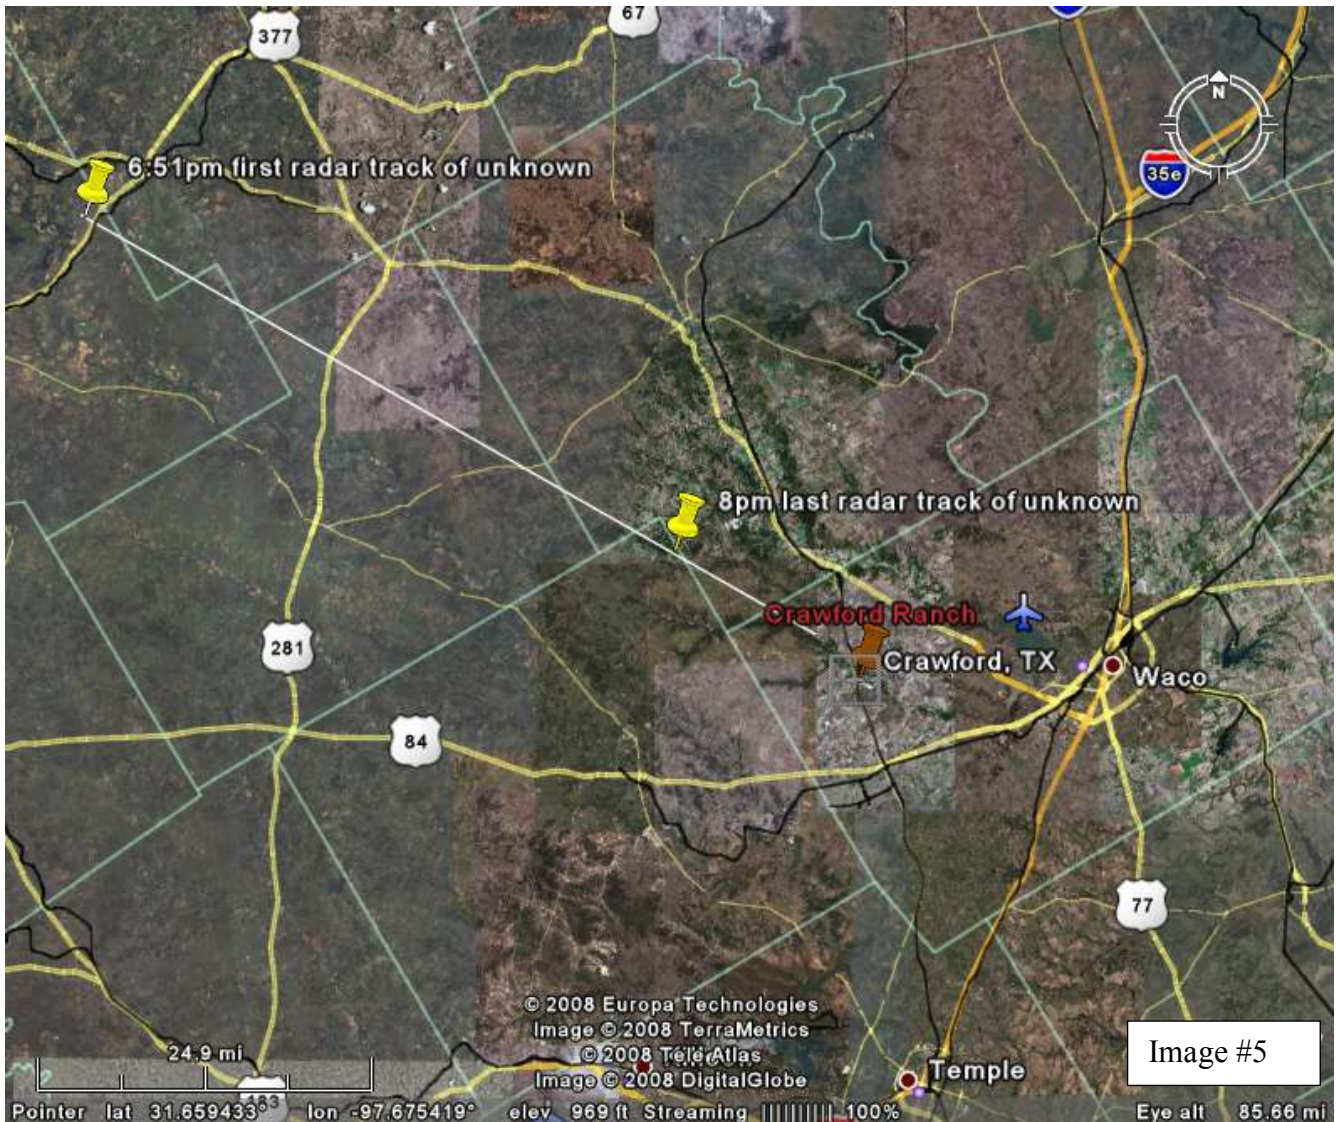 67
377
N
6:51pm first radar track of unknown
35e
8pm last radar track of unknown
Crawford Ranch
Crawford, TX
Waco
281
84
77
© 2008 Europa Technologies
Image © 2008 TerraMetrics
© 2008 Tele Atlas
Image © 2008 DigitalGlobe
Image #5
24.9 mi
Temple
Pointer lat 31.659433° lon -97.675419° elev 969 ft Streaming ||||||||| 100% Eye alt 85.66 mi